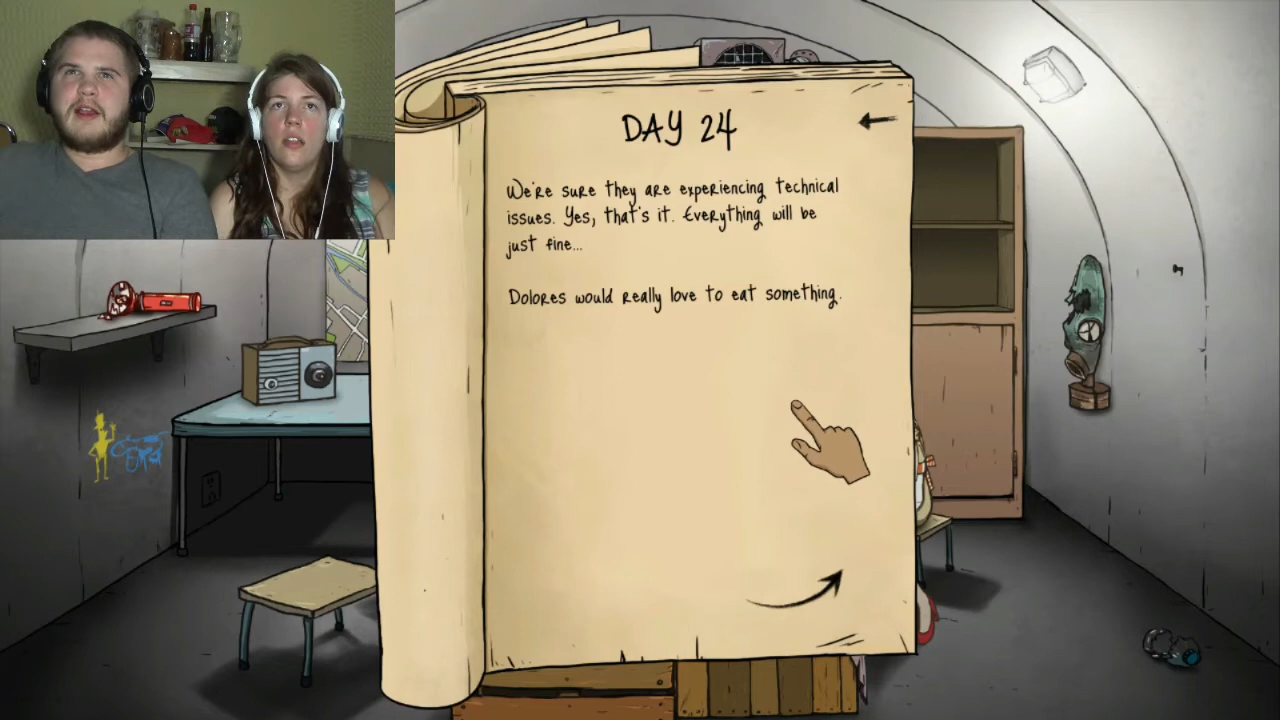 DAY 24
We're sure they are experiencing technical
issues. Yes, that's it. Everything will be
just fine...
Dolores would really love to eat something.